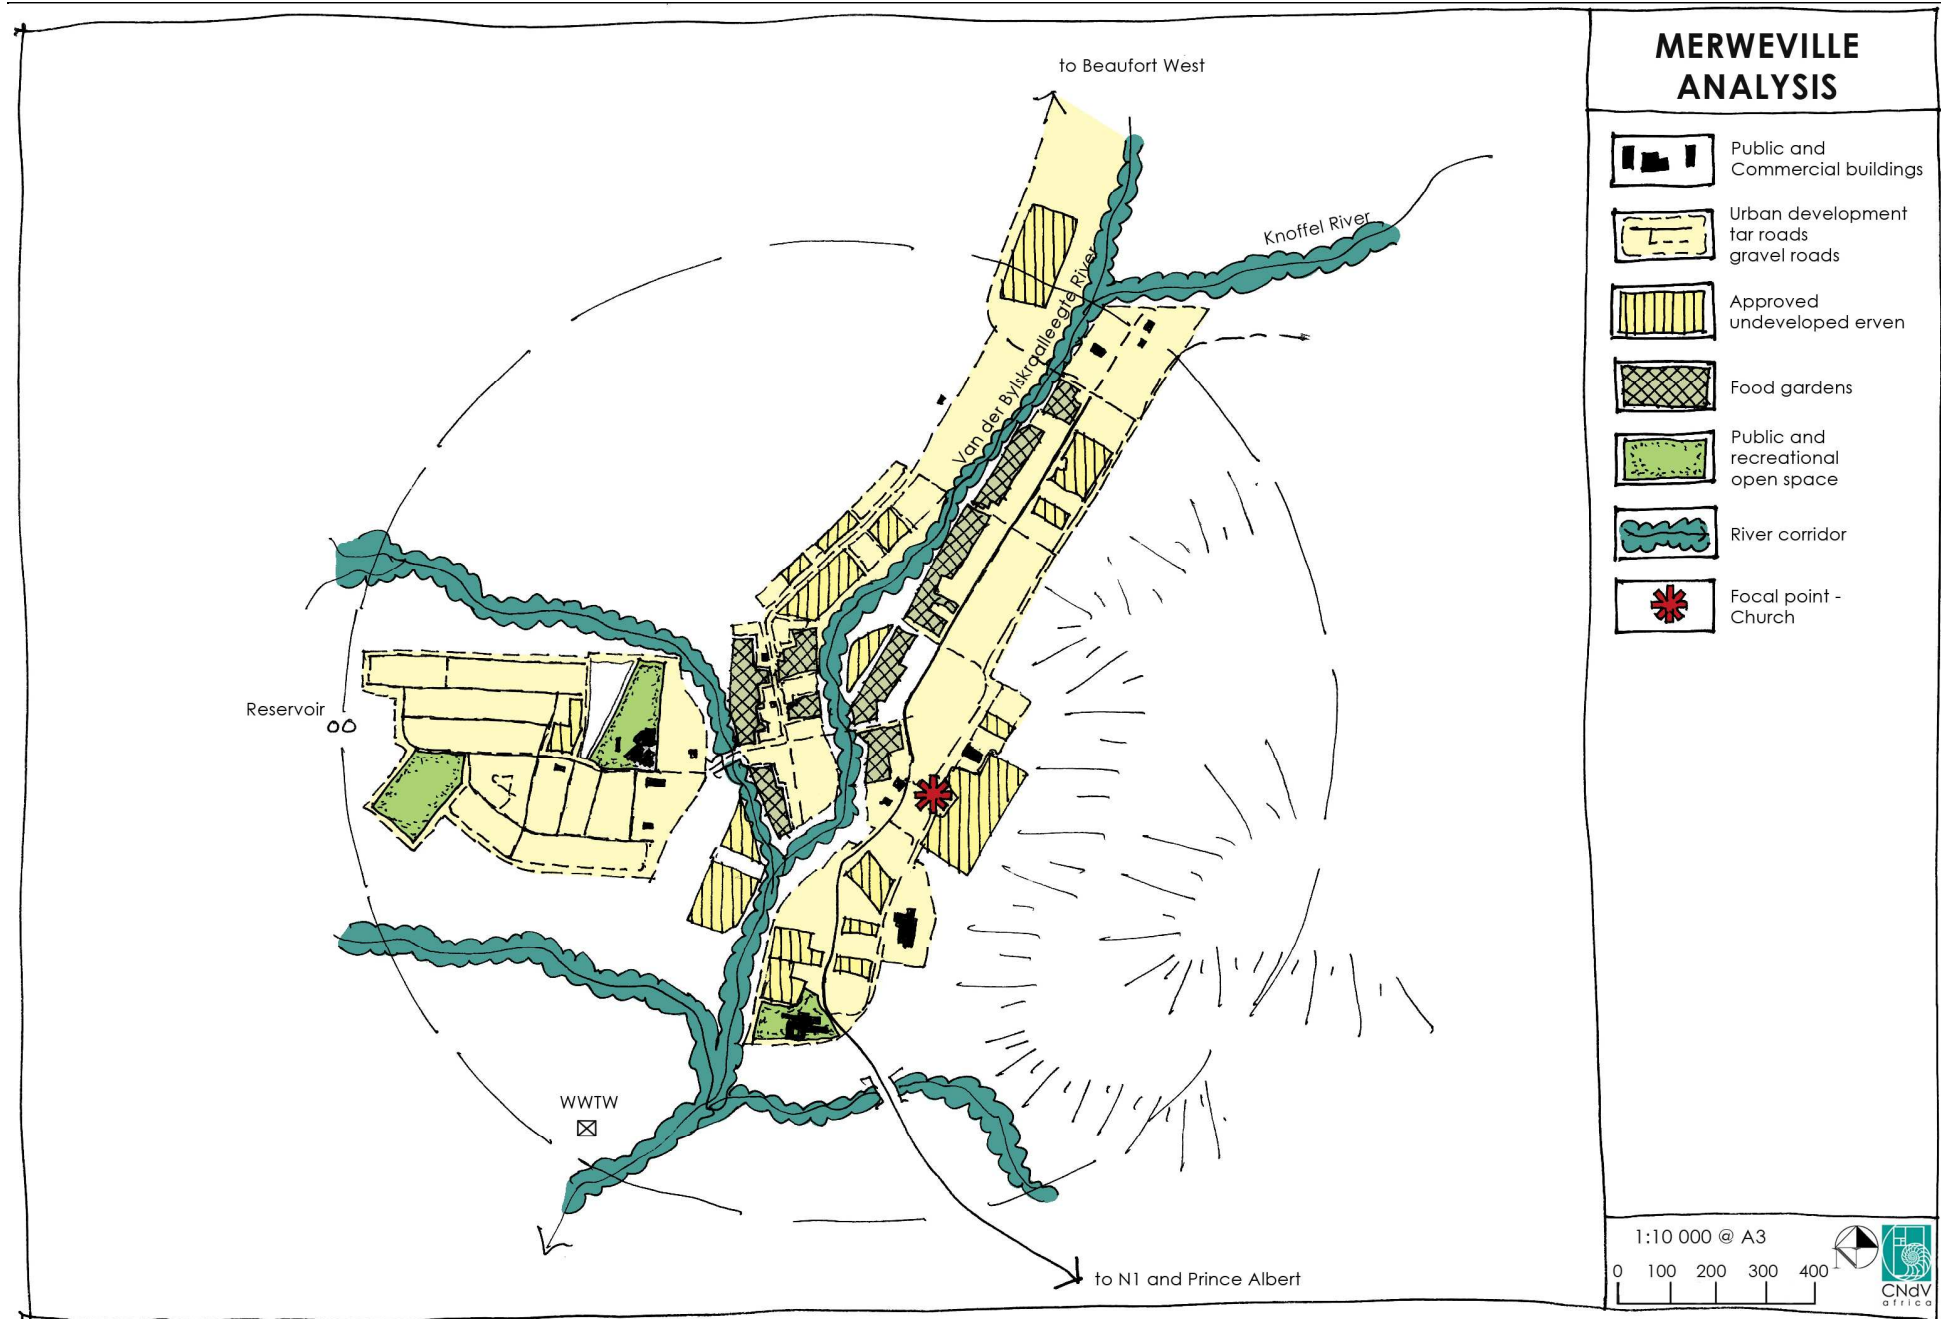 MERWEVILLE
ANALYSIS
to Beaufort West
Knoffel River
Van der Bylskraalleegte River
Reservoir
WWTW
to N1 and Prince Albert
Public and
Commercial buildings
Urban development
tar roads
gravel roads
Approved
undeveloped erven
Food gardens
Public and
recreational
open space
River corridor
Focal point -
Church
1:10 000 @ A3
0 100 200 300 400
N
CNdV
africa